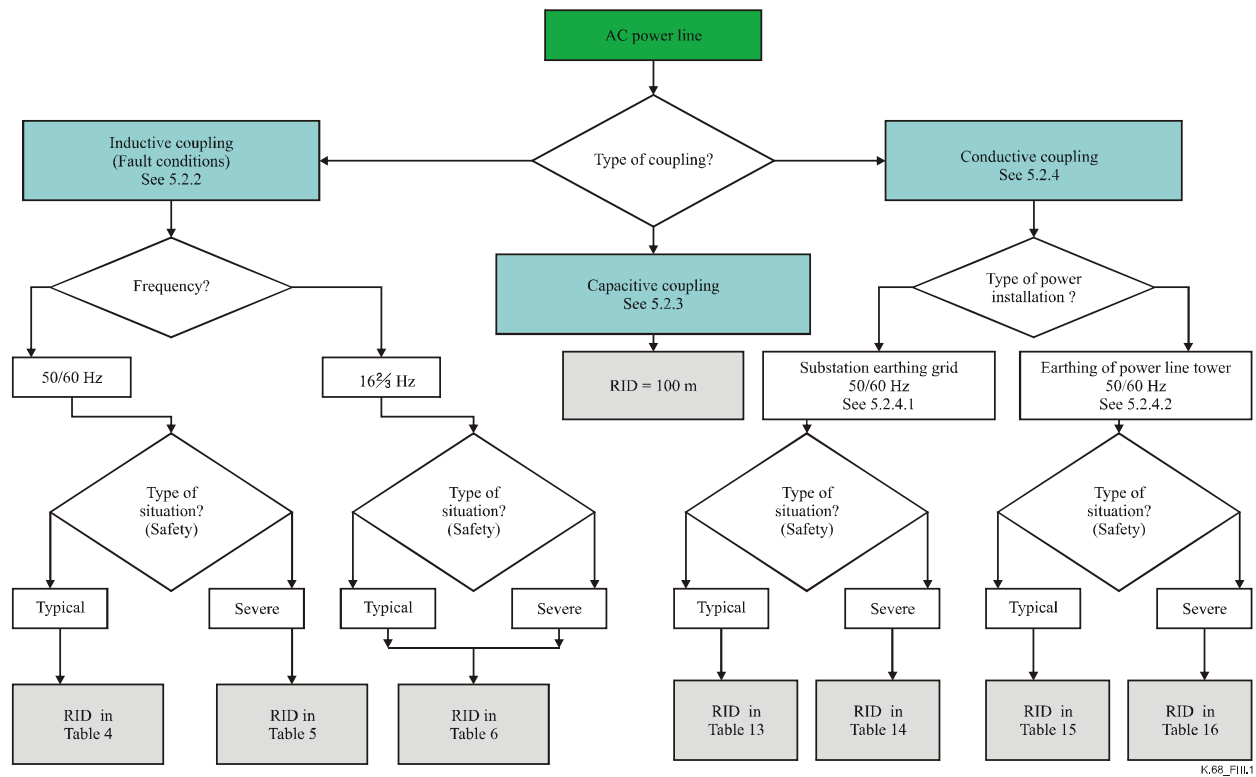 AC power line
Inductive coupling
(Fault conditions)
See 5.2.2
Type of coupling?
Conductive coupling
See 5.2.4
Frequency?
Capacitive coupling
See 5.2.3
Type of power
installation ?
50/60 Hz
16⅔ Hz
RID = 100 m
Substation earthing grid
50/60 Hz
See 5.2.4.1
Earthing of power line tower
50/60 Hz
See 5.2.4.2
Type of
situation?
(Safety)
Type of
situation?
(Safety)
Type of
situation?
(Safety)
Type of
situation?
(Safety)
Typical
Severe
Typical
Severe
Typical
Severe
Typical
Severe
RID in
Table 4
RID in
Table 5
RID in
Table 6
RID in
Table 13
RID in
Table 14
RID in
Table 15
RID in
Table 16
K.68_FIII.1